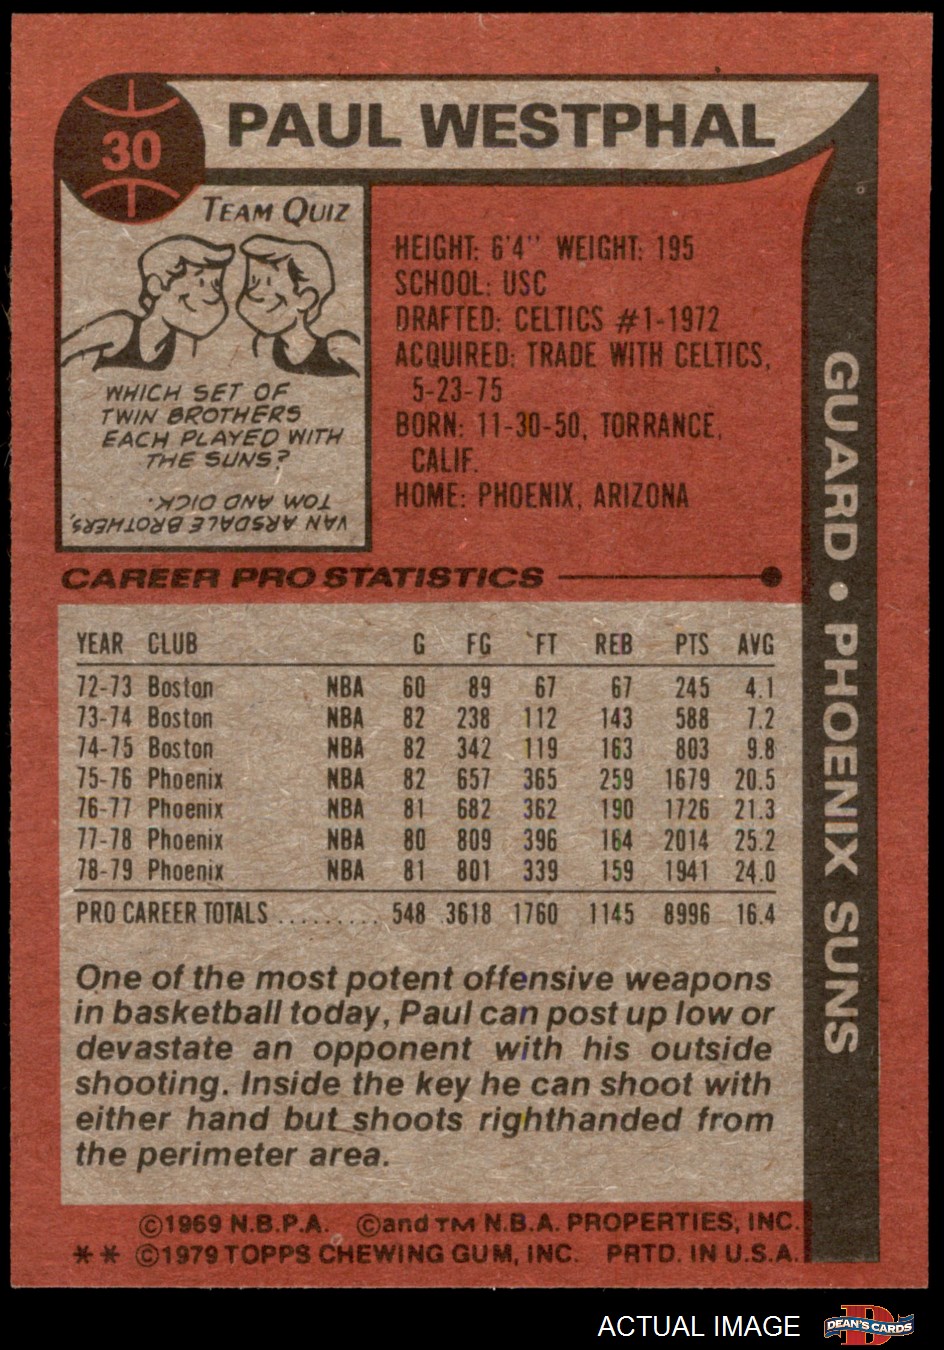 30
PAUL WESTPHAL
TEAM QUIZ
WHICH SET OF
TWIN BROTHERS
EACH PLAYED WITH
THE SUNS?
VAN ARSDALE BROTHERS,
TOM AND DICK.
HEIGHT: 6'4" WEIGHT: 195
SCHOOL: USC
DRAFTED: CELTICS #1-1972
ACQUIRED: TRADE WITH CELTICS,
5-23-75
BORN: 11-30-50, TORRANCE,
CALIF.
HOME: PHOENIX, ARIZONA
GUARD • PHOENIX SUNS
CAREER PRO STATISTICS
YEAR CLUB G FG FT REB PTS AVG
72-73 Boston NBA 60 89 67 67 245 4.1
73-74 Boston NBA 82 238 112 143 588 7.2
74-75 Boston NBA 82 342 119 163 803 9.8
75-76 Phoenix NBA 82 657 365 259 1679 20.5
76-77 Phoenix NBA 81 682 362 190 1726 21.3
77-78 Phoenix NBA 80 809 396 164 2014 25.2
78-79 Phoenix NBA 81 801 339 159 1941 24.0
PRO CAREER TOTALS ......... 548 3618 1760 1145 8996 16.4
One of the most potent offensive weapons
in basketball today, Paul can post up low or
devastate an opponent with his outside
shooting. Inside the key he can shoot with
either hand but shoots righthanded from
the perimeter area.
©1969 N.B.P.A. ©and TM N.B.A. PROPERTIES, INC.
** ©1979 TOPPS CHEWING GUM, INC. PRTD. IN U.S.A.
ACTUAL IMAGE
D
DEAN'S CARDS